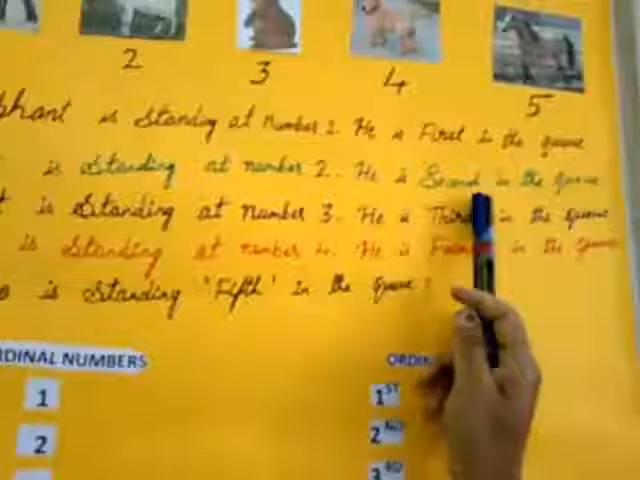 2 3 4 5
phant is Standing at Number 1. He is First in the queue
is Standing at number 2. He is Second in the queue
t is Standing at number 3. He is Third in the queue
is Standing at number 4. He is in the queue
is Standing 'Fifth' in the queue?
RDINAL NUMBERS ORDIN
1 1ST
2 2ND
3RD